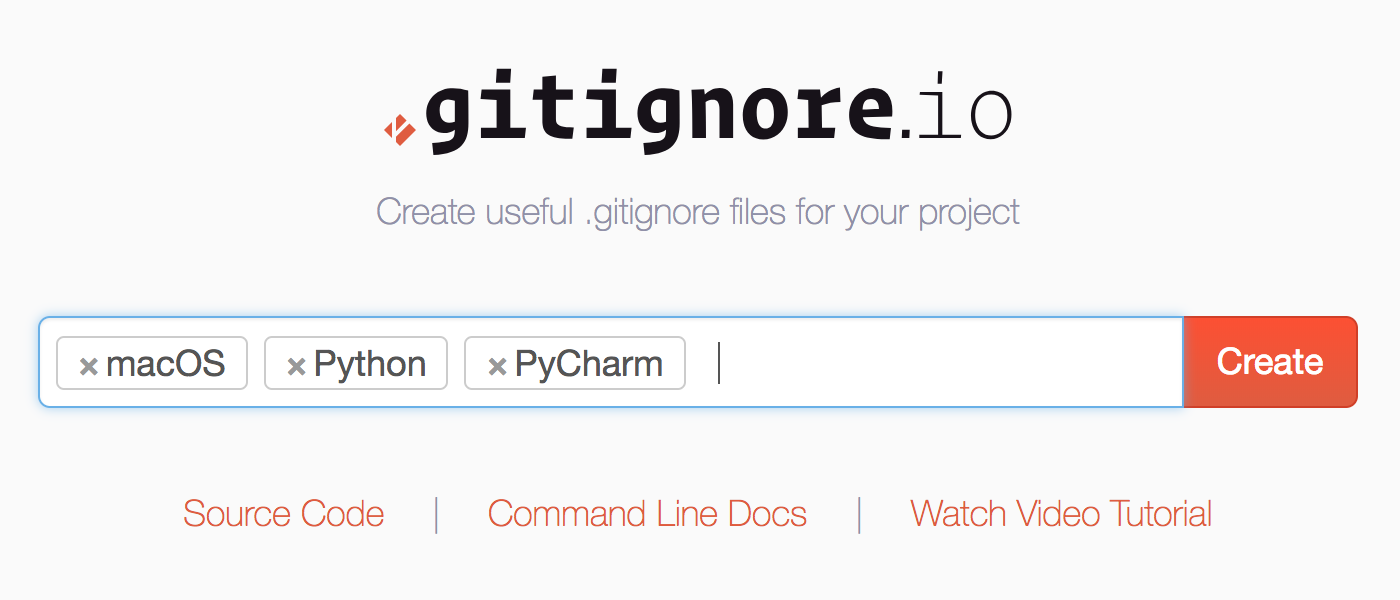 .gitignore.io
Create useful .gitignore files for your project
×macOS ×Python ×PyCharm Create
Source Code | Command Line Docs | Watch Video Tutorial